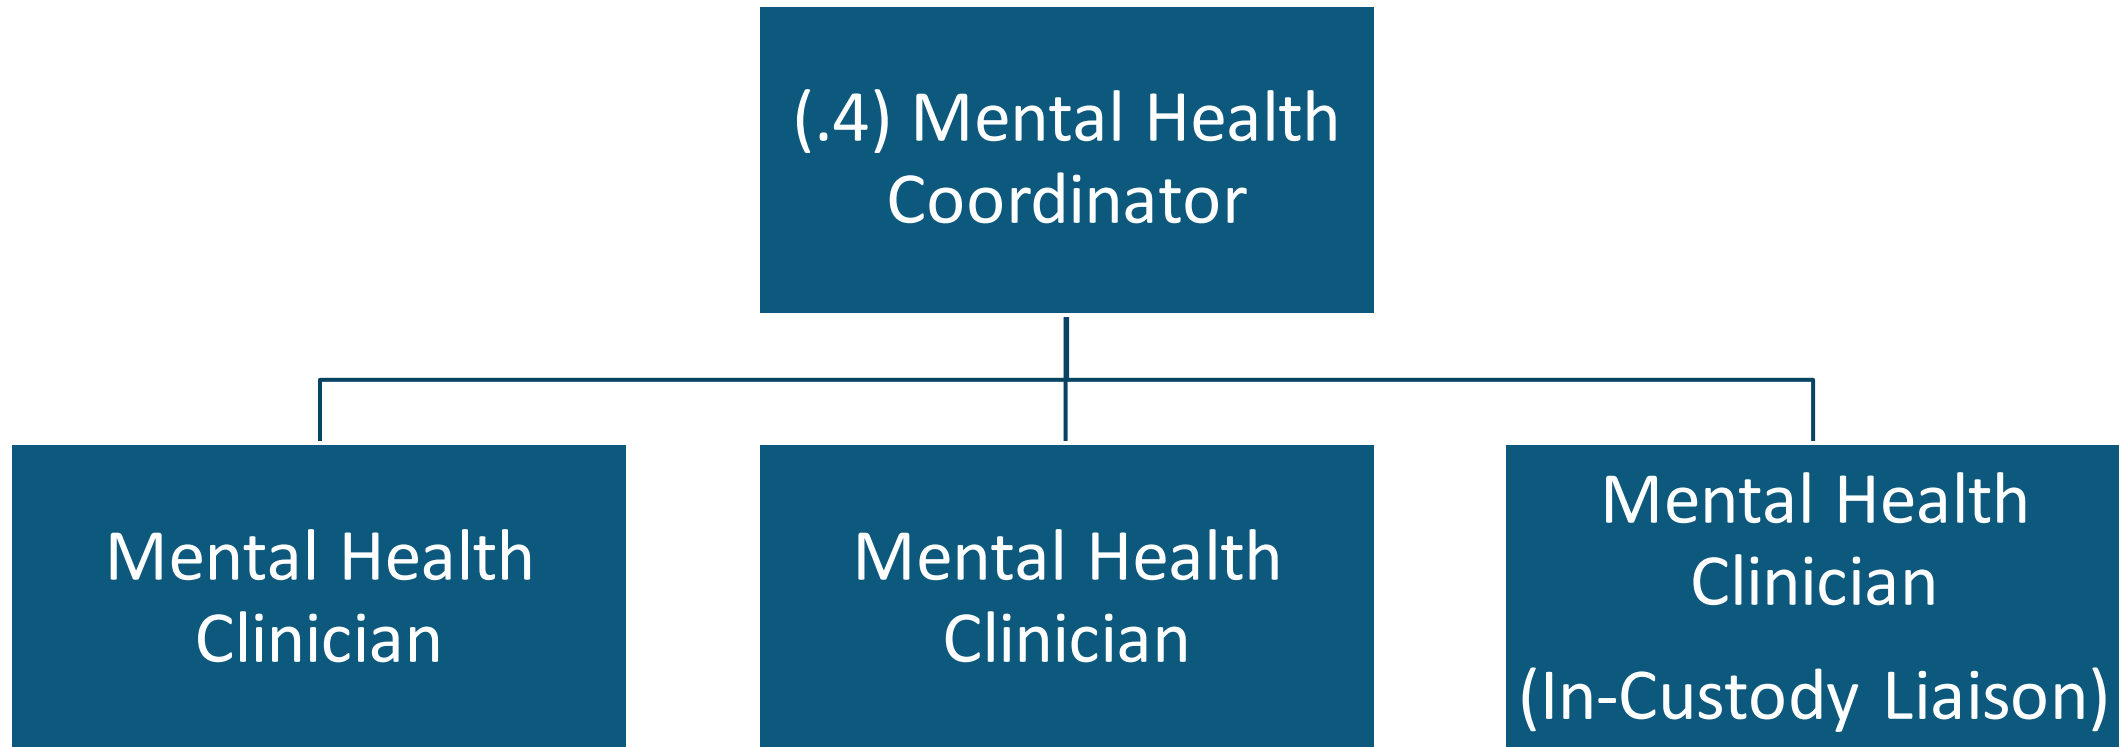 (.4) Mental Health
Coordinator
Mental Health
Clinician
Mental Health
Clinician
Mental Health
Clinician
(In-Custody Liaison)